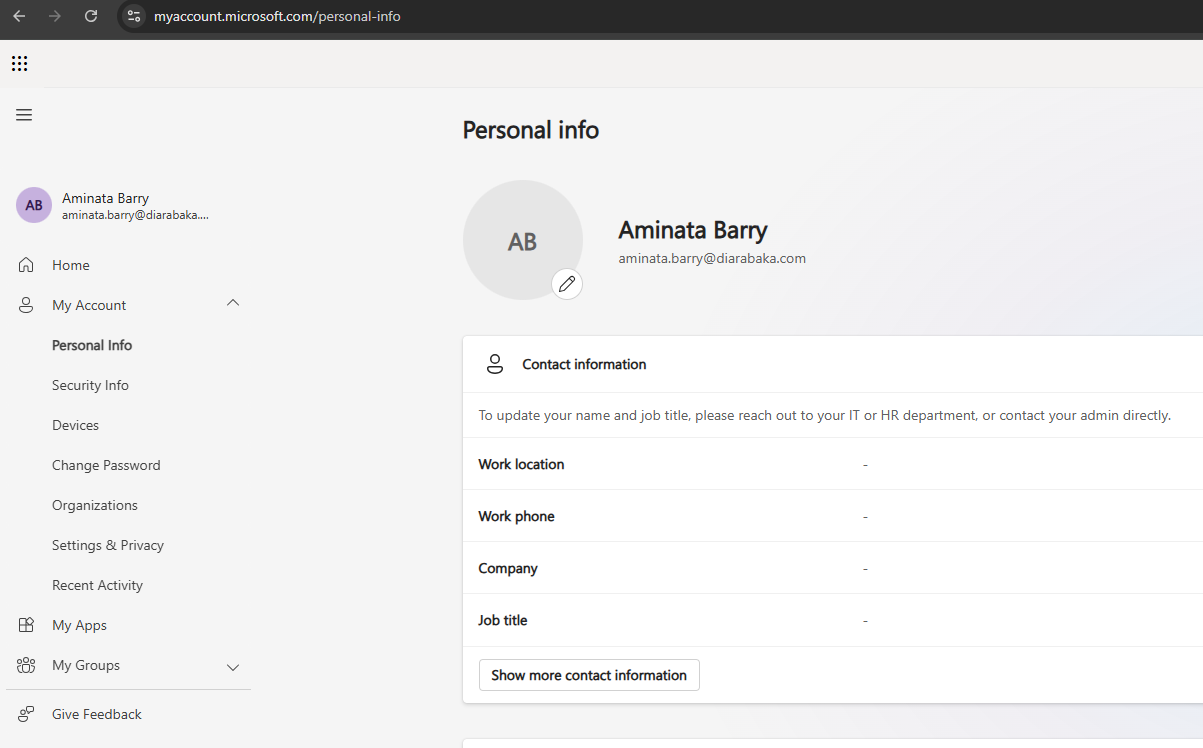 myaccount.microsoft.com/personal-info
AB
Aminata Barry
aminata.barry@diarabaka....
Home
My Account
Personal Info
Security Info
Devices
Change Password
Organizations
Settings & Privacy
Recent Activity
My Apps
My Groups
Give Feedback
Personal info
AB
Aminata Barry
aminata.barry@diarabaka.com
Contact information
To update your name and job title, please reach out to your IT or HR department, or contact your admin directly.
Work location -
Work phone -
Company -
Job title -
Show more contact information